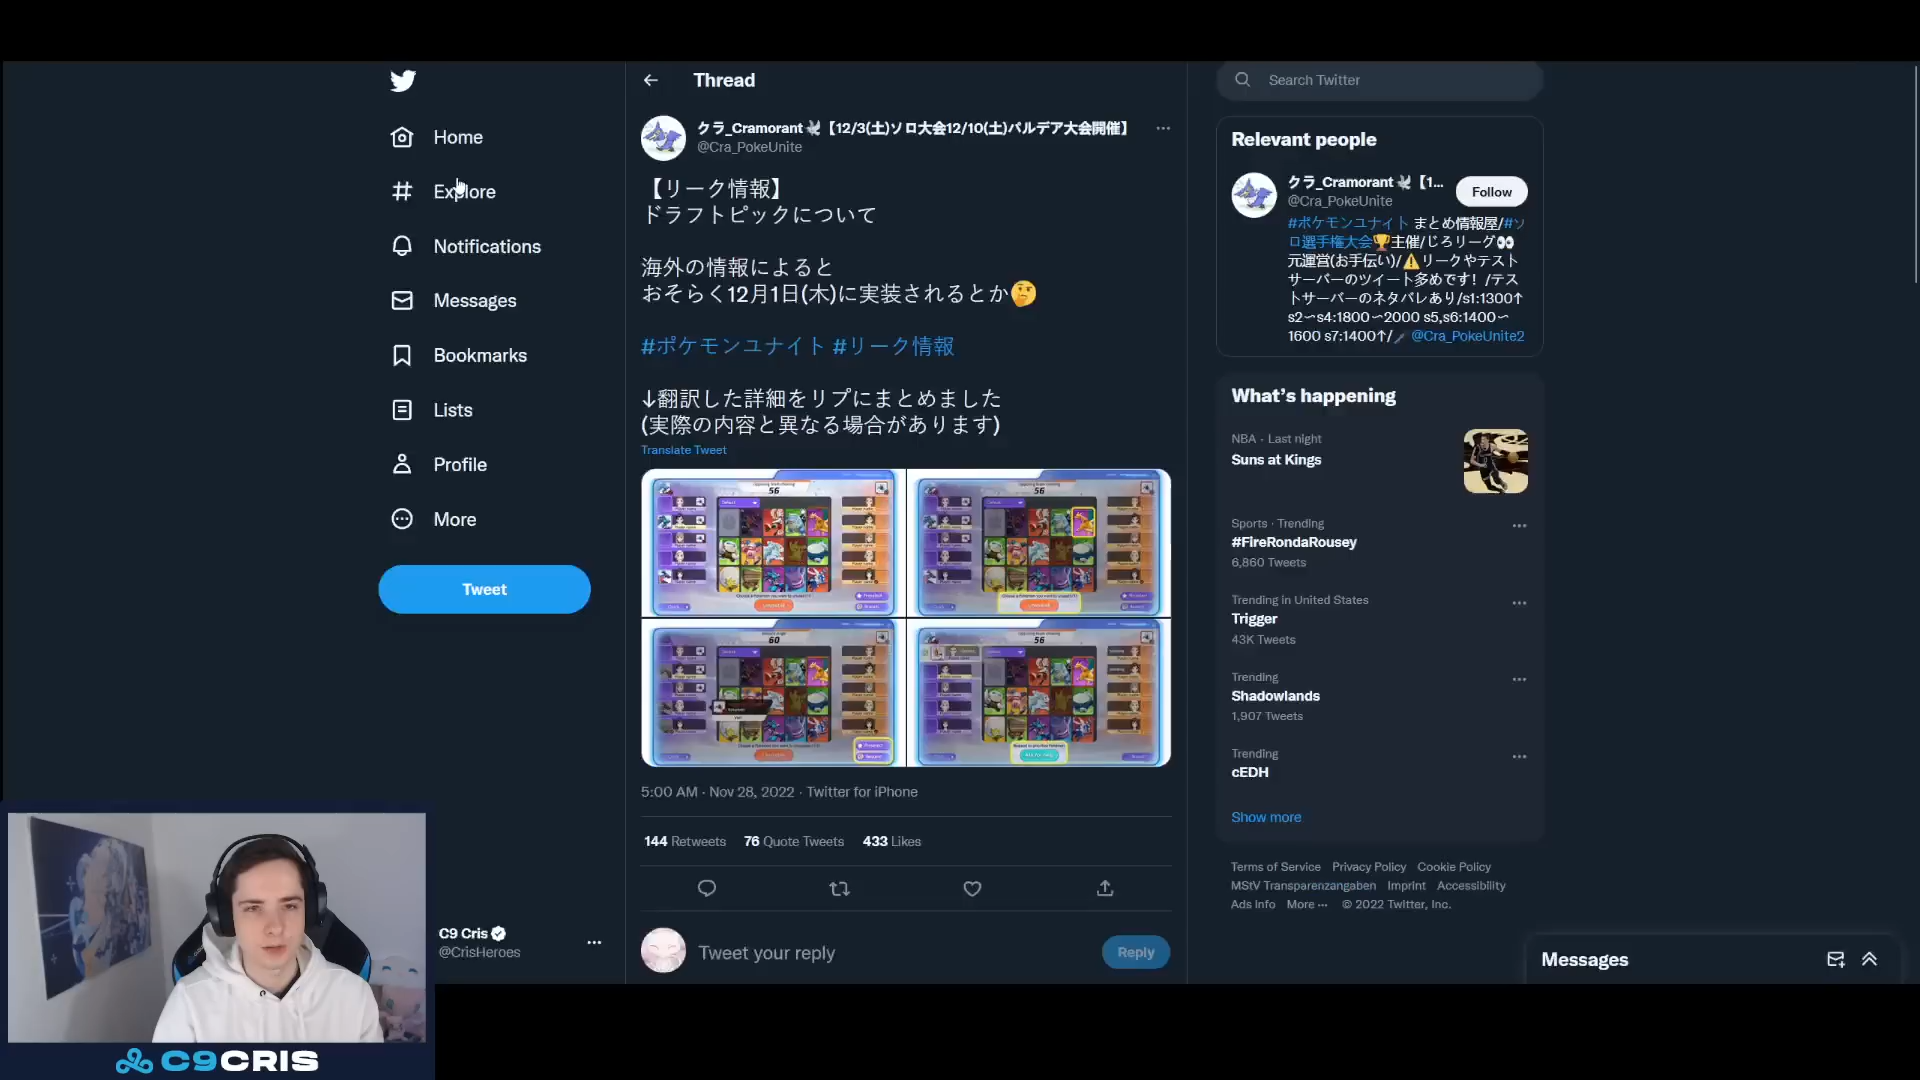 Home
Explore
Notifications
Messages
Bookmarks
Lists
Profile
More
Tweet
C9 Cris
@CrisHeroes
C9CRIS
Thread
クラ_Cramorant🕊【12/3(土)ソロ大会12/10(土)パルデア大会開催】
@Cra_PokeUnite
【リーク情報】
ドラフトピックについて
海外の情報によると
おそらく12月1日(木)に実装されるとか🤔
#ポケモンユナイト #リーク情報
↓翻訳した詳細をリプにまとめました
(実際の内容と異なる場合があります)
Translate Tweet
56
56
60
56
5:00 AM · Nov 28, 2022 · Twitter for iPhone
144 Retweets 76 Quote Tweets 433 Likes
Tweet your reply
Reply
Search Twitter
Relevant people
クラ_Cramorant🕊【1...
@Cra_PokeUnite
Follow
#ポケモンユナイト まとめ情報屋/#ソ
ロ選手権大会🏆主催/じろリーグ👀
元運営(お手伝い)/⚠リークやテスト
サーバーのツイート多めです！/テス
トサーバーのネタバレあり/s1:1300↑
s2〜s4:1800〜2000 s5,s6:1400〜
1600 s7:1400↑/ @Cra_PokeUnite2
What's happening
NBA · Last night
Suns at Kings
Sports · Trending
#FireRondaRousey
6,860 Tweets
Trending in United States
Trigger
43K Tweets
Trending
Shadowlands
1,907 Tweets
Trending
cEDH
Show more
Terms of Service Privacy Policy Cookie Policy
MStV Transparenzangaben Imprint Accessibility
Ads info More ··· © 2022 Twitter, Inc.
Messages